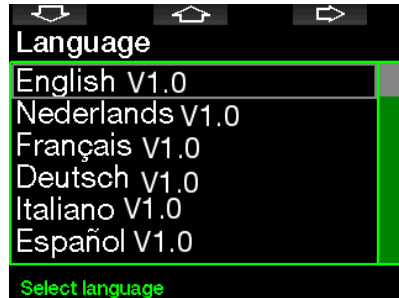 Language
English V1.0
Nederlands V1.0
Français V1.0
Deutsch V1.0
Italiano V1.0
Español V1.0
Select language